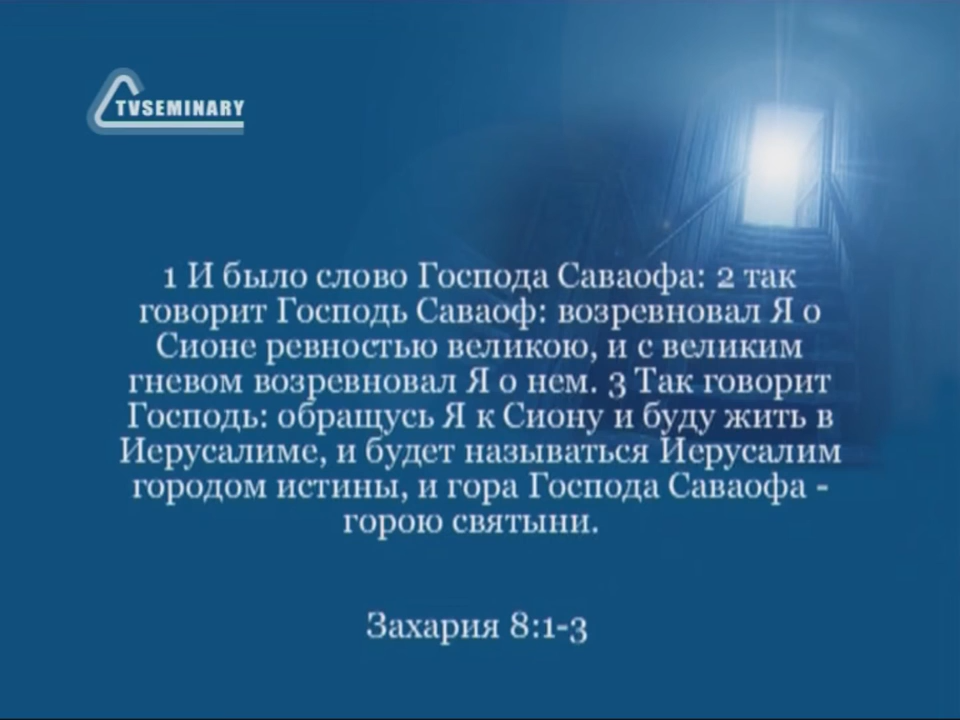 TVSEMINARY
1 И было слово Господа Саваофа: 2 так
говорит Господь Саваоф: возревновал Я о
Сионе ревностью великою, и с великим
гневом возревновал Я о нем. 3 Так говорит
Господь: обращусь Я к Сиону и буду жить в
Иерусалиме, и будет называться Иерусалим
городом истины, и гора Господа Саваофа -
горою святыни.
Захария 8:1-3